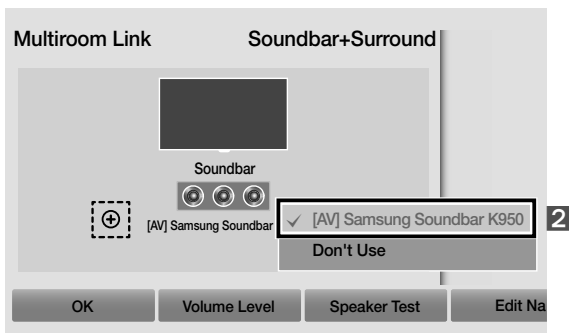 Multiroom Link Soundbar+Surround
Soundbar
[AV] Samsung Soundbar
[AV] Samsung Soundbar K950
2
Don't Use
OK Volume Level Speaker Test Edit Na